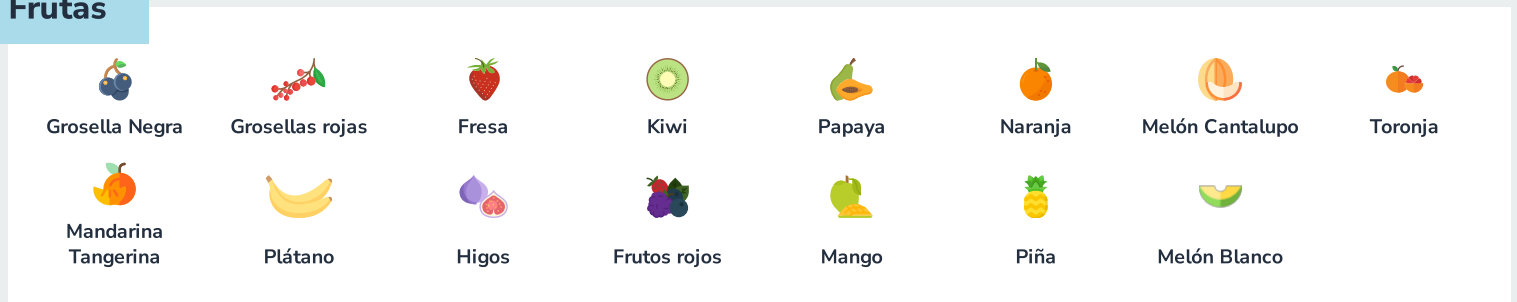 Frutas
Grosella Negra
Grosellas rojas
Fresa
Kiwi
Papaya
Naranja
Melón Cantalupo
Toronja
Mandarina
Tangerina
Plátano
Higos
Frutos rojos
Mango
Piña
Melón Blanco